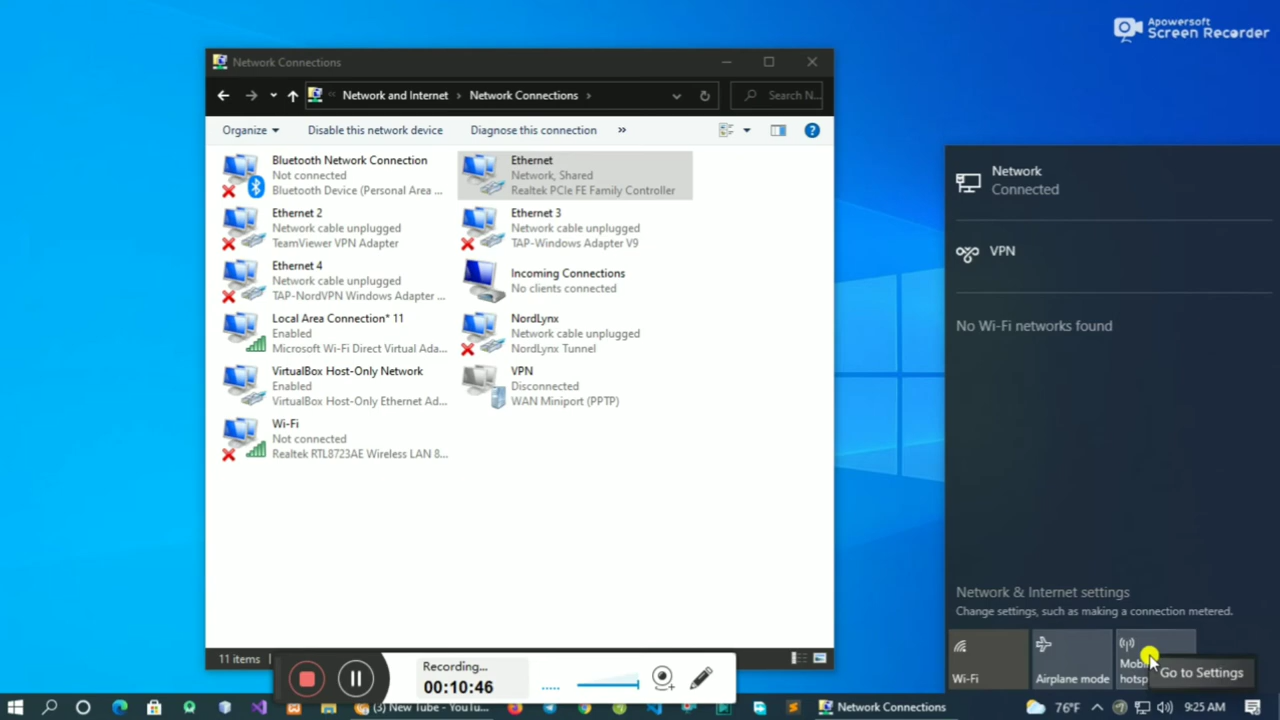 Apowersoft
Screen Recorder
Network Connections
Network and Internet
Network Connections
Search N...
Organize
Disable this network device
Diagnose this connection
»
Bluetooth Network Connection
Not connected
Bluetooth Device (Personal Area ...
Ethernet
Network, Shared
Realtek PCIe FE Family Controller
Ethernet 2
Network cable unplugged
TeamViewer VPN Adapter
Ethernet 3
Network cable unplugged
TAP-Windows Adapter V9
Ethernet 4
Network cable unplugged
TAP-NordVPN Windows Adapter ...
Incoming Connections
No clients connected
Local Area Connection* 11
Enabled
Microsoft Wi-Fi Direct Virtual Ada...
NordLynx
Network cable unplugged
NordLynx Tunnel
VirtualBox Host-Only Network
Enabled
VirtualBox Host-Only Ethernet Ad...
VPN
Disconnected
WAN Miniport (PPTP)
Wi-Fi
Not connected
Realtek RTL8723AE Wireless LAN 8...
11 items
Recording...
00:10:46
Network
Connected
VPN
No Wi-Fi networks found
Network & Internet settings
Change settings, such as making a connection metered.
Wi-Fi
Airplane mode
Go to Settings
(3) New Tube - YouTu...
Network Connections
76°F
9:25 AM